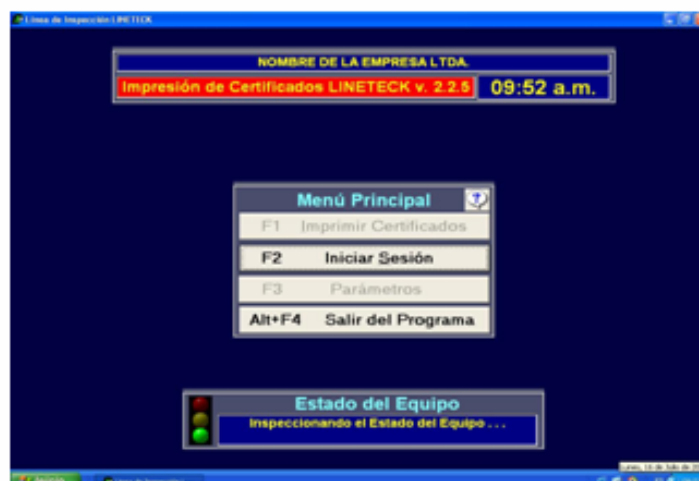 Línea de Inspección LINETECK
NOMBRE DE LA EMPRESA LTDA.
Impresión de Certificados LINETECK v. 2.2.5 09:52 a.m.
Menú Principal ?
F1 Imprimir Certificados
F2 Iniciar Sesión
F3 Parámetros
Alt+F4 Salir del Programa
Estado del Equipo
Inspeccionando el Estado del Equipo . . .